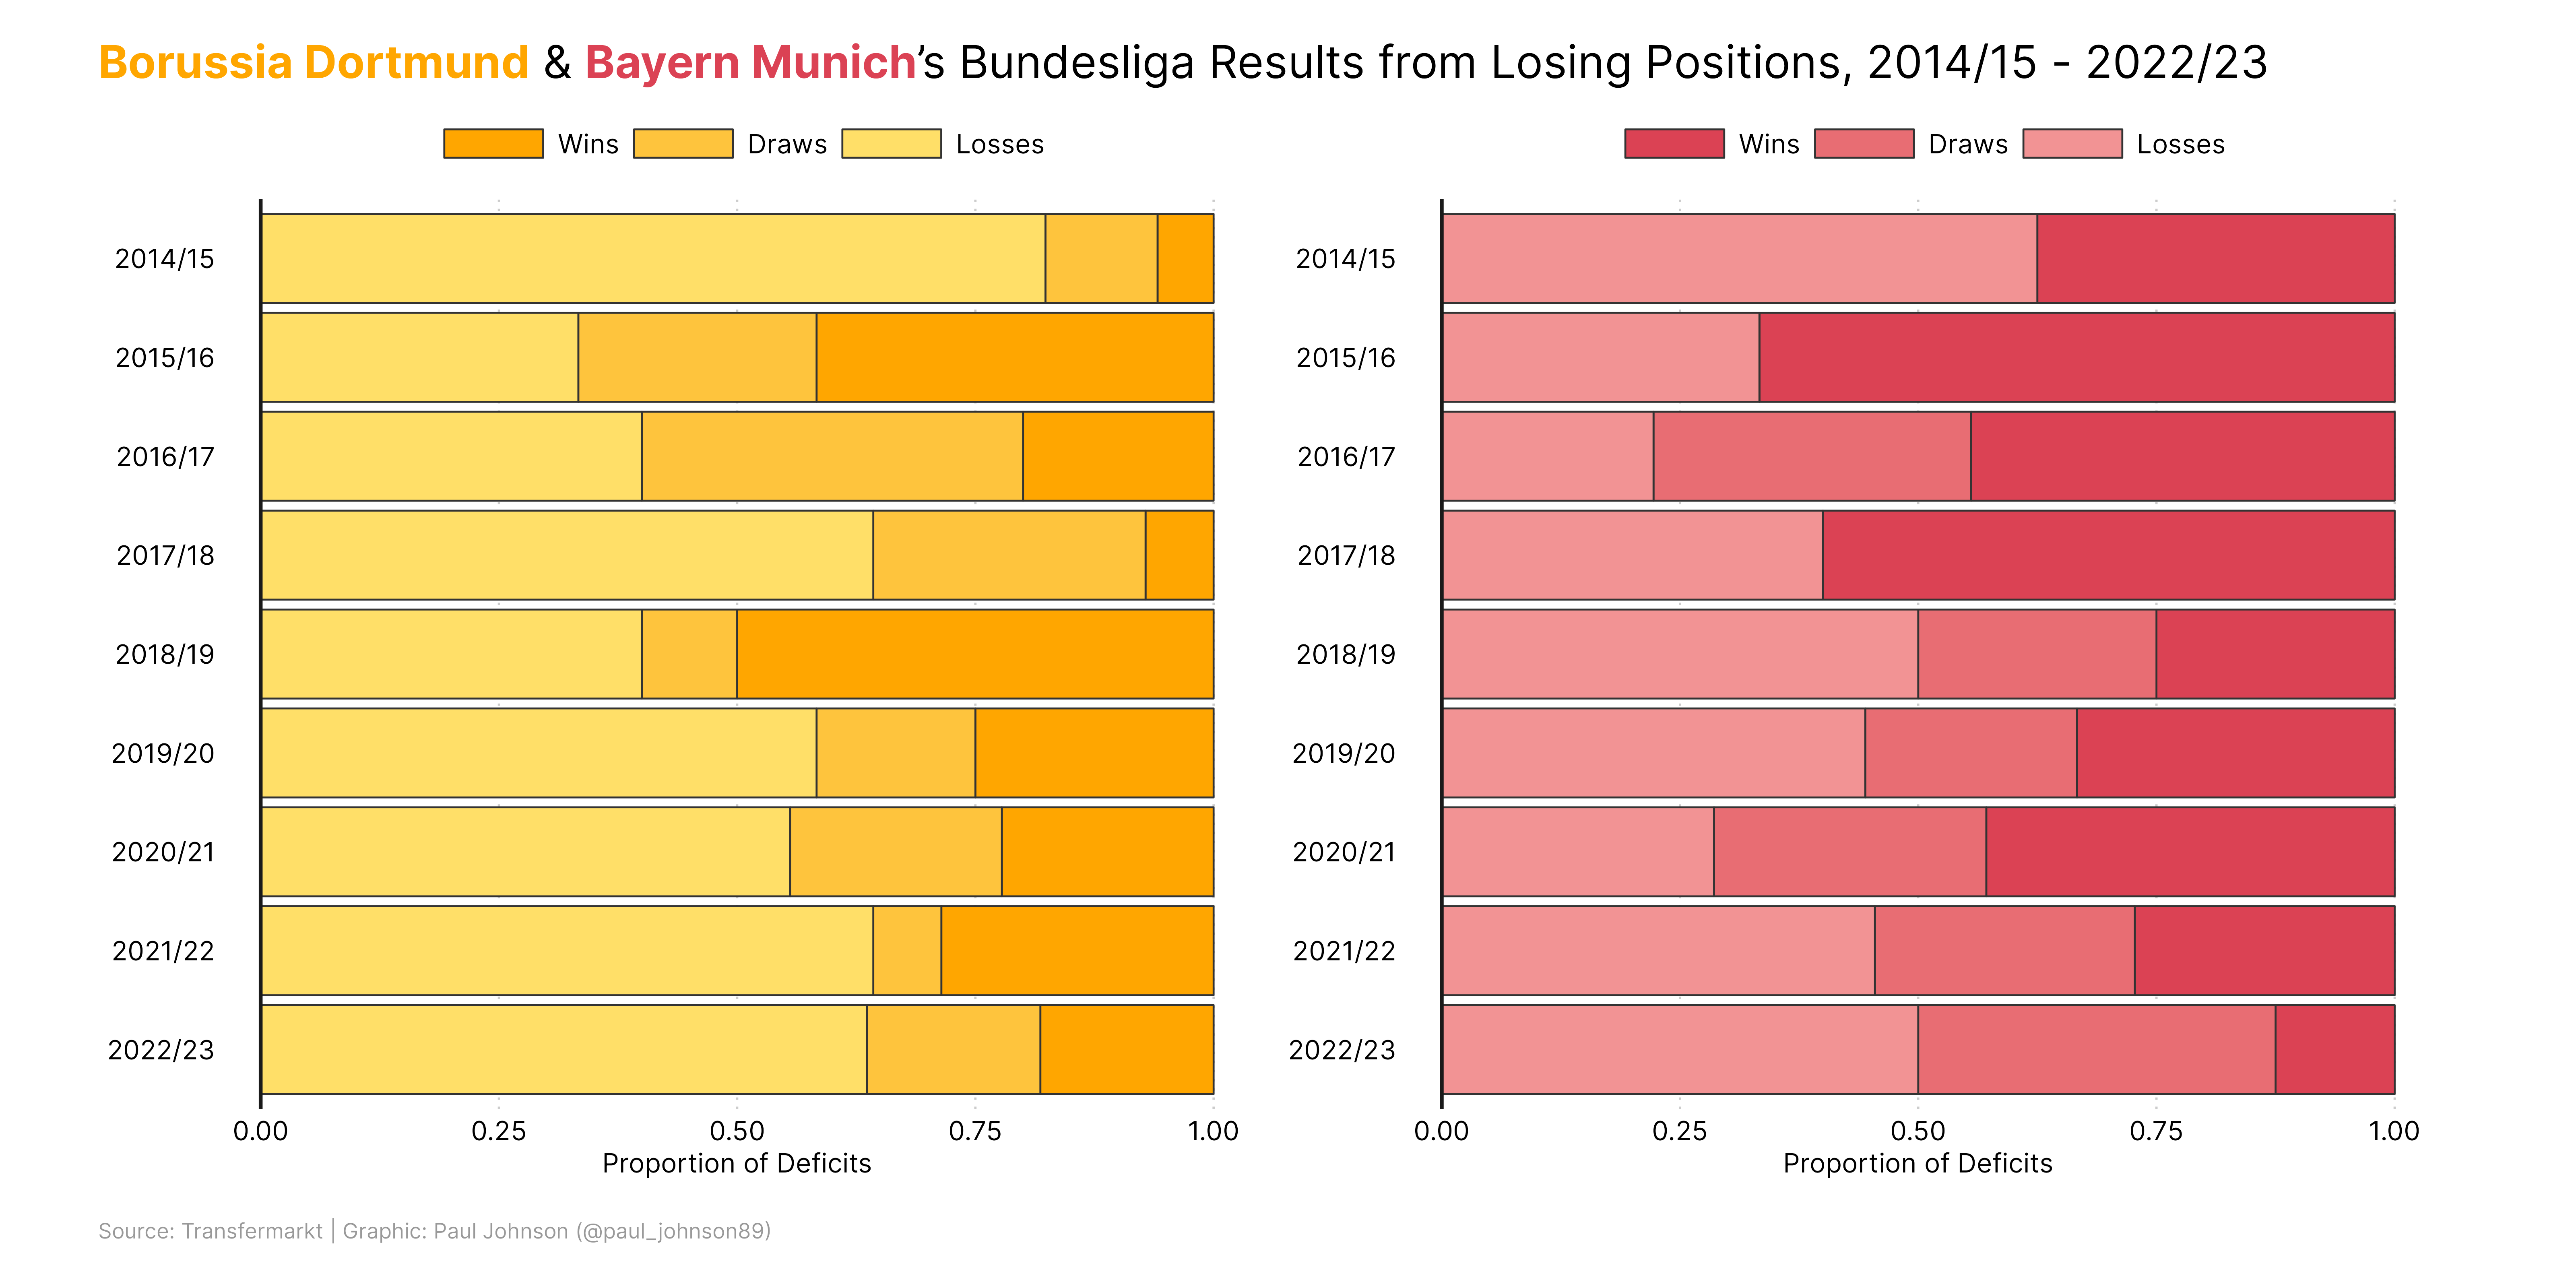 Borussia Dortmund & Bayern Munich’s Bundesliga Results from Losing Positions, 2014/15 - 2022/23
Wins Draws Losses
2014/15
2015/16
2016/17
2017/18
2018/19
2019/20
2020/21
2021/22
2022/23
0.00 0.25 0.50 0.75 1.00
Proportion of Deficits
Wins Draws Losses
2014/15
2015/16
2016/17
2017/18
2018/19
2019/20
2020/21
2021/22
2022/23
0.00 0.25 0.50 0.75 1.00
Proportion of Deficits
Source: Transfermarkt | Graphic: Paul Johnson (@paul_johnson89)